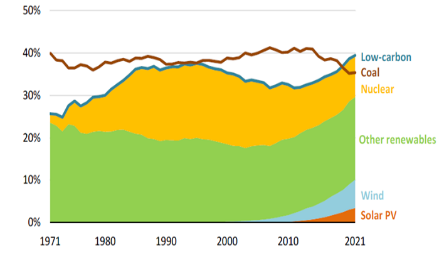 50%
40%
30%
20%
10%
0%
Low-carbon
Coal
Nuclear
Other renewables
Wind
Solar PV
1971 1980 1990 2000 2010 2021